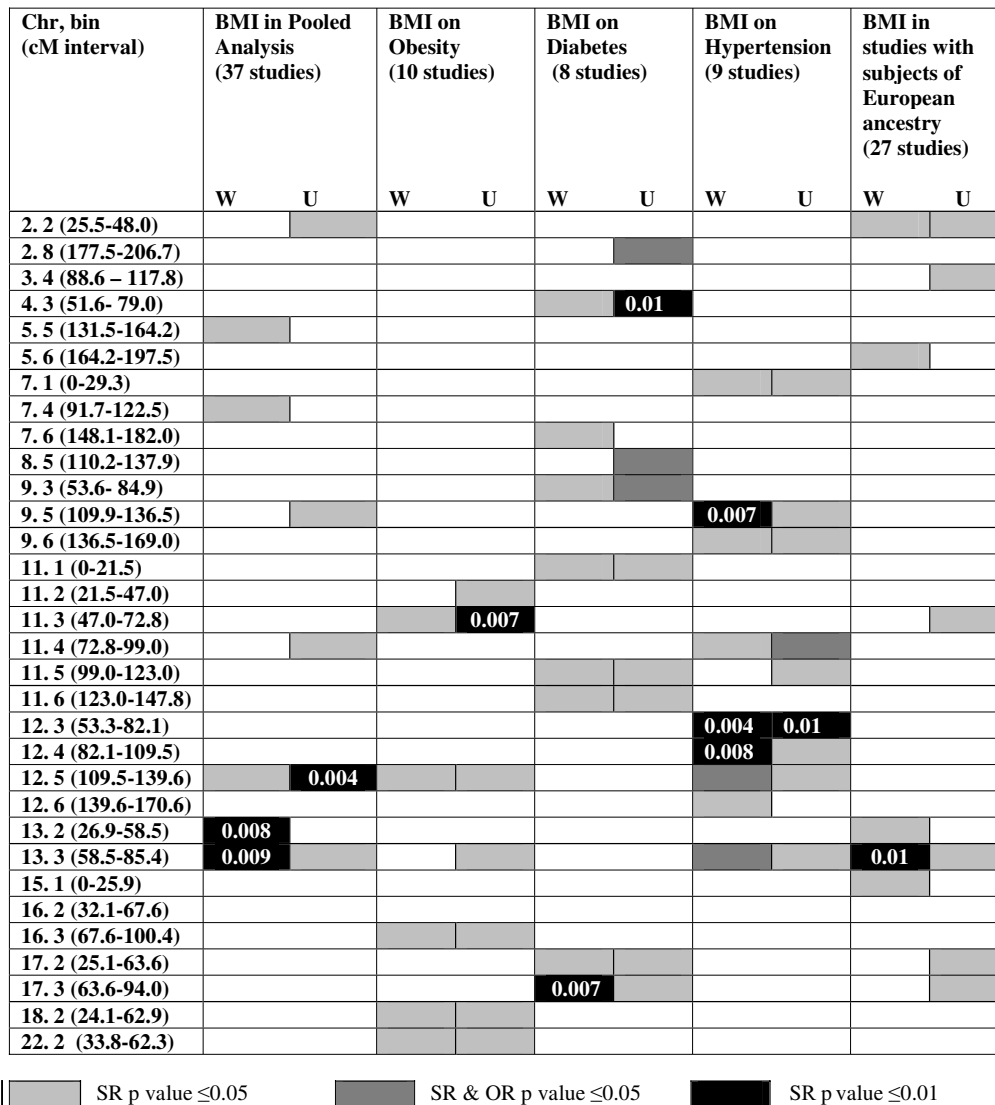 Chr, bin (cM interval) | BMI in Pooled Analysis (37 studies) | BMI on Obesity (10 studies) | BMI on Diabetes (8 studies) | BMI on Hypertension (9 studies) | BMI in studies with subjects of European ancestry (27 studies)
W U W U W U W U W U
2. 2 (25.5-48.0)
2. 8 (177.5-206.7)
3. 4 (88.6 – 117.8)
4. 3 (51.6- 79.0) 0.01
5. 5 (131.5-164.2)
5. 6 (164.2-197.5)
7. 1 (0-29.3)
7. 4 (91.7-122.5)
7. 6 (148.1-182.0)
8. 5 (110.2-137.9)
9. 3 (53.6- 84.9)
9. 5 (109.9-136.5) 0.007
9. 6 (136.5-169.0)
11. 1 (0-21.5)
11. 2 (21.5-47.0)
11. 3 (47.0-72.8) 0.007
11. 4 (72.8-99.0)
11. 5 (99.0-123.0)
11. 6 (123.0-147.8)
12. 3 (53.3-82.1) 0.004 0.01
12. 4 (82.1-109.5) 0.008
12. 5 (109.5-139.6) 0.004
12. 6 (139.6-170.6)
13. 2 (26.9-58.5) 0.008
13. 3 (58.5-85.4) 0.009 0.01
15. 1 (0-25.9)
16. 2 (32.1-67.6)
16. 3 (67.6-100.4)
17. 2 (25.1-63.6)
17. 3 (63.6-94.0) 0.007
18. 2 (24.1-62.9)
22. 2 (33.8-62.3)
SR p value ≤0.05 SR & OR p value ≤0.05 SR p value ≤0.01